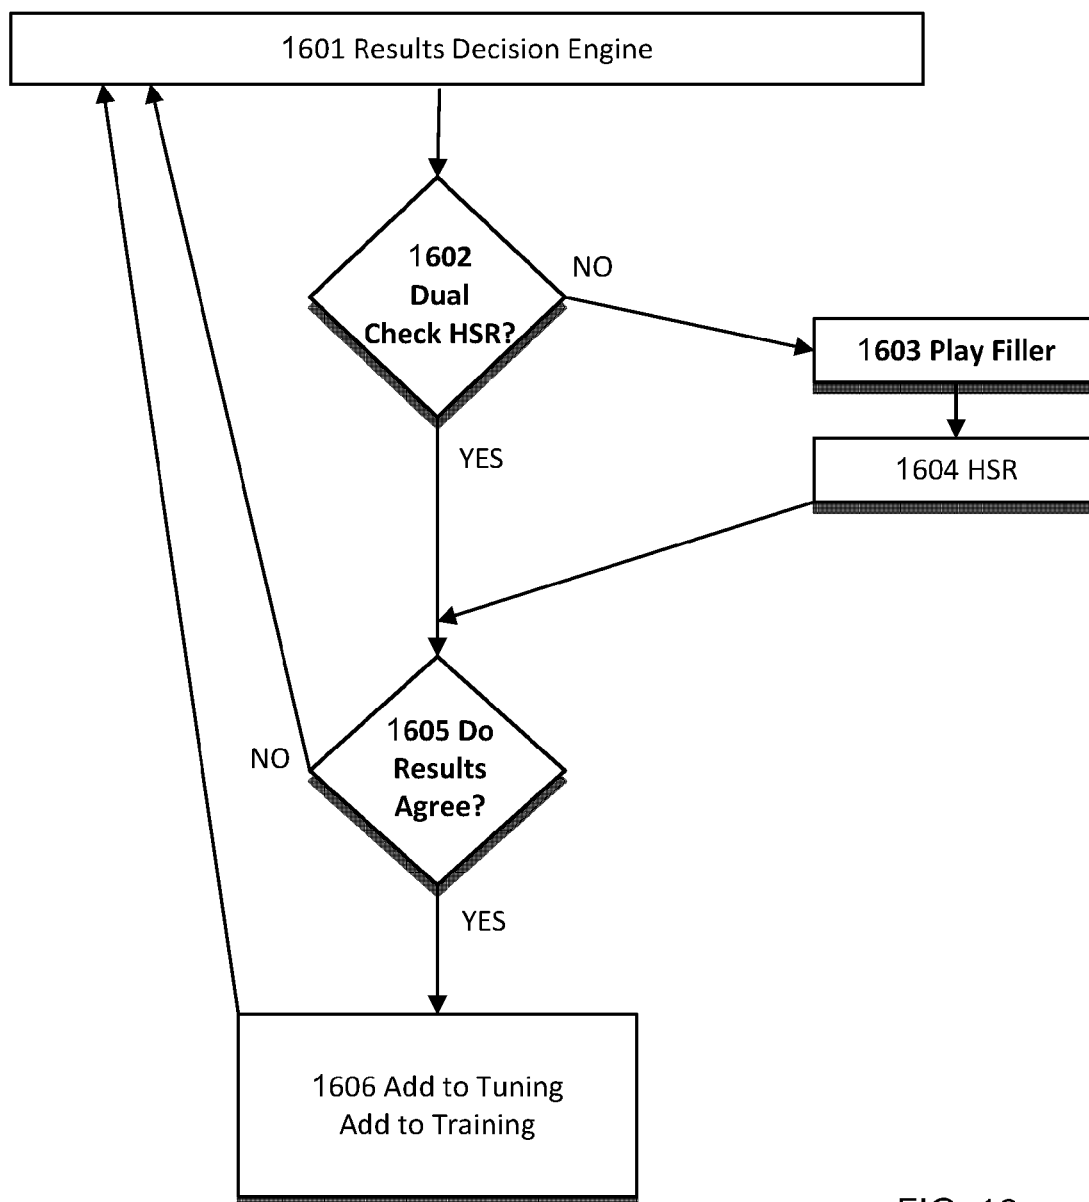 1601 Results Decision Engine
1602
Dual
Check HSR?
NO
1603 Play Filler
1604 HSR
YES
1605 Do
Results
Agree?
NO
YES
1606 Add to Tuning
Add to Training